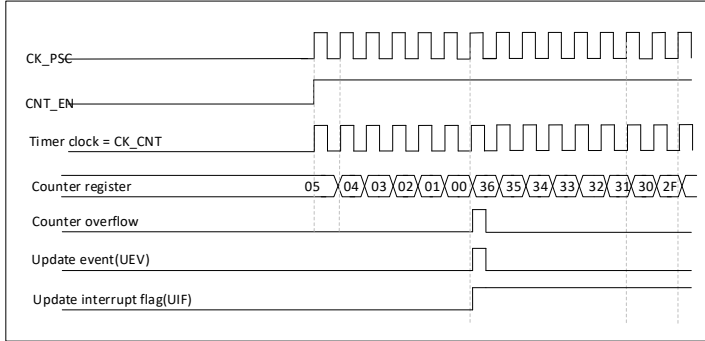 CK_PSC
CNT_EN
Timer clock = CK_CNT
Counter register 05 04 03 02 01 00 36 35 34 33 32 31 30 2F
Counter overflow
Update event(UEV)
Update interrupt flag(UIF)